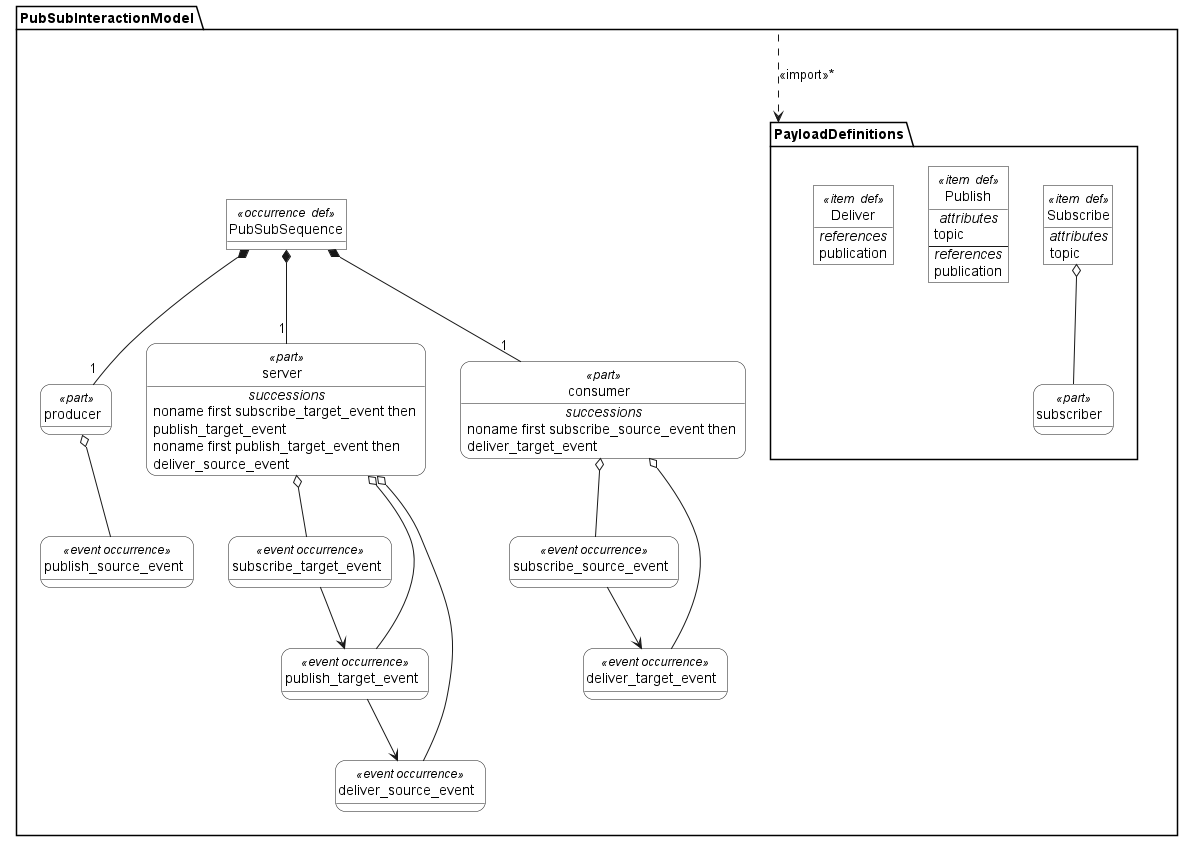 PubSubInteractionModel
«import»*
PayloadDefinitions
«item def»
Deliver
references
publication
«item def»
Publish
attributes
topic
references
publication
«item def»
Subscribe
attributes
topic
«part»
subscriber
«occurrence def»
PubSubSequence
1
1
1
«part»
producer
«part»
server
successions
noname first subscribe_target_event then
publish_target_event
noname first publish_target_event then
deliver_source_event
«part»
consumer
successions
noname first subscribe_source_event then
deliver_target_event
«event occurrence»
publish_source_event
«event occurrence»
subscribe_target_event
«event occurrence»
subscribe_source_event
«event occurrence»
publish_target_event
«event occurrence»
deliver_target_event
«event occurrence»
deliver_source_event